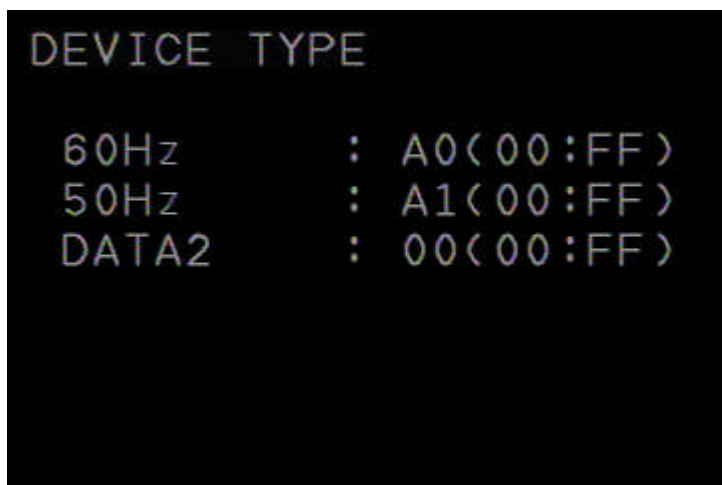 DEVICE TYPE
60Hz : A0(00:FF)
50Hz : A1(00:FF)
DATA2 : 00(00:FF)